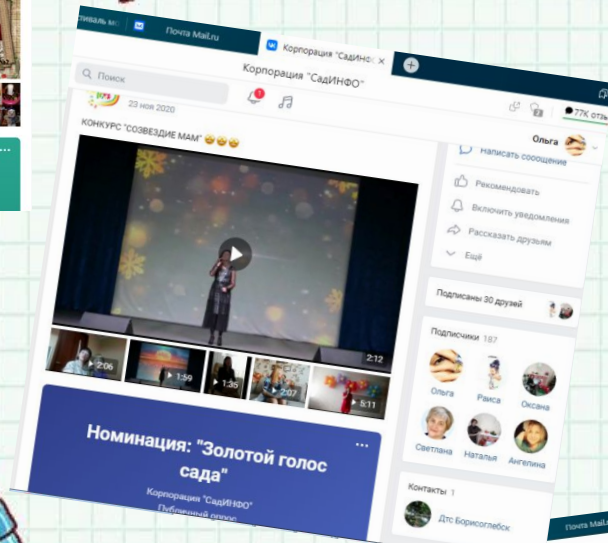 Почта Mail.ru
Корпорация "СадИНФО"
Поиск
77K
23 ноя 2020
Ольга
КОНКУРС "СОЗВЕЗДИЕ МАМ" 😍😍😍
Написать сообщение
Рекомендовать
Включить уведомления
Рассказать друзьям
Ещё
2:12
Подписаны 30 друзей
2:06
1:59
1:35
2:07
5:11
Подписчики 187
Ольга
Раиса
Оксана
Светлана
Наталья
Ангелина
Номинация: "Золотой голос
сада"
Корпорация "СадИНФО"
Публичный опрос
Контакты 1
Дтс Борисоглебск
Почта Mail